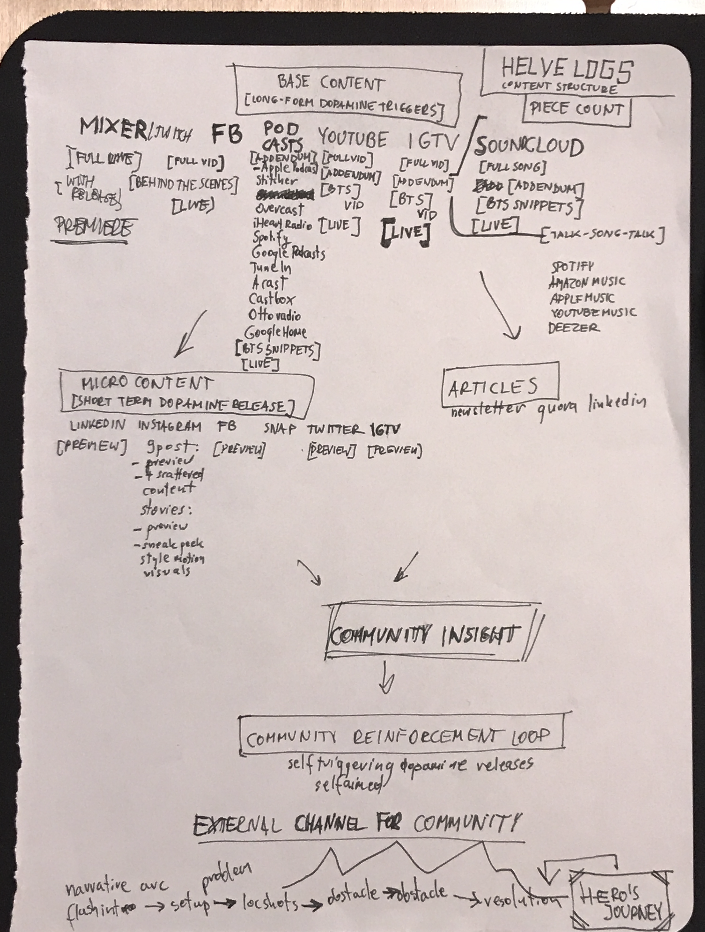 HELVE LOGS
CONTENT STRUCTURE
PIECE COUNT
BASE CONTENT
[LONG-FORM DOPAMINE TRIGGERS]
MIXER/TWITCH
[FULL
WITH
PREMIERE
FB
[FULL VID]
[BEHIND THE SCENES]
[LIVE]
POD
CASTS
[ADDENDUM]
- Apple Podcast
Stitcher
Overcast
iHeart Radio
Spotify
Google Podcasts
TuneIn
Acast
Castbox
Ottoradio
Google Home
[BTS SNIPPETS]
[LIVE]
YOUTUBE
[FULL VID]
[ADDENDUM]
[BTS]
VID
[LIVE]
IGTV
[FULL VID]
[ADDENDUM]
[BTS]
VID
[LIVE]
SOUNDCLOUD
[FULL SONG]
[ADDENDUM]
[BTS SNIPPETS]
[LIVE]
[TALK-SONG-TALK]
SPOTIFY
AMAZON MUSIC
APPLE MUSIC
YOUTUBE MUSIC
DEEZER
MICRO CONTENT
[SHORT TERM DOPAMINE RELEASE]
LINKEDIN INSTAGRAM FB SNAP TWITTER IGTV
[PREVIEW] 9post: [PREVIEW] [PREVIEW] [PREVIEW]
- preview
- 4 scattered
content
stories:
- preview
- sneak peek
style motion
visuals
ARTICLES
newsletter quora linkedin
COMMUNITY INSIGHT
COMMUNITY REINFORCEMENT LOOP
self triggering dopamine releases
selfaimed
EXTERNAL CHANNEL FOR COMMUNITY
narrative arc problem
flash intro → setup → locshots → obstacle → obstacle → resolution
HERO'S
JOURNEY